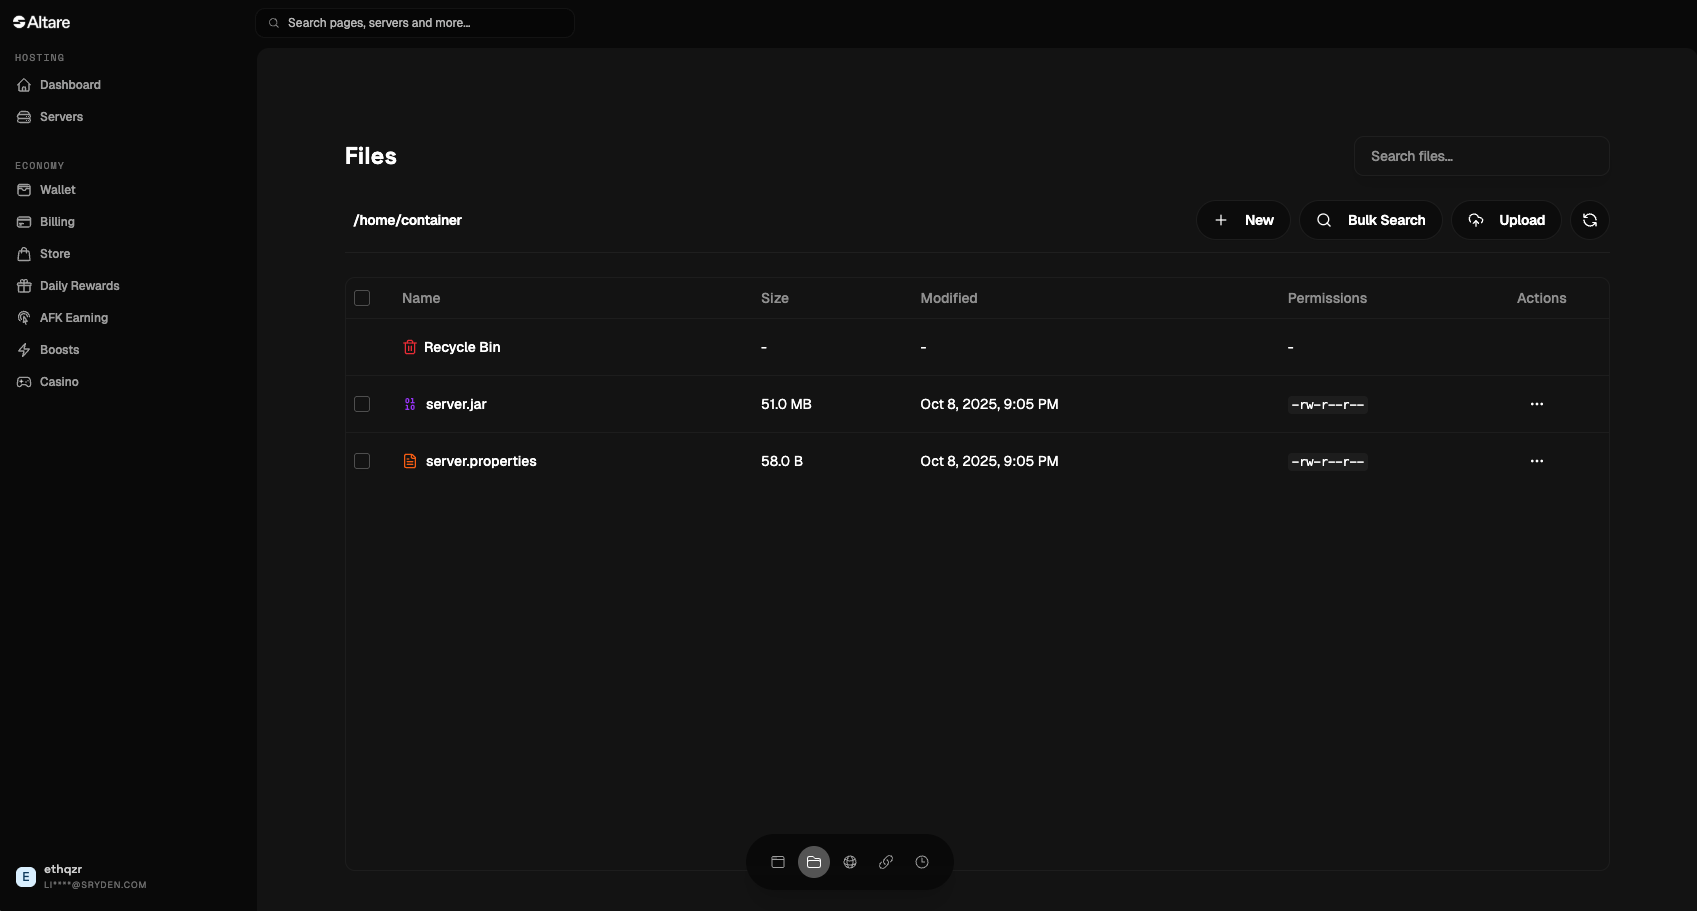 Altare
Search pages, servers and more...
HOSTING
Dashboard
Servers
ECONOMY
Wallet
Billing
Store
Daily Rewards
AFK Earning
Boosts
Casino
Files
Search files...
/home/container
New
Bulk Search
Upload
Name Size Modified Permissions Actions
Recycle Bin - - -
server.jar 51.0 MB Oct 8, 2025, 9:05 PM -rw-r--r--
server.properties 58.0 B Oct 8, 2025, 9:05 PM -rw-r--r--
E
ethqzr
LI****@SRYDEN.COM